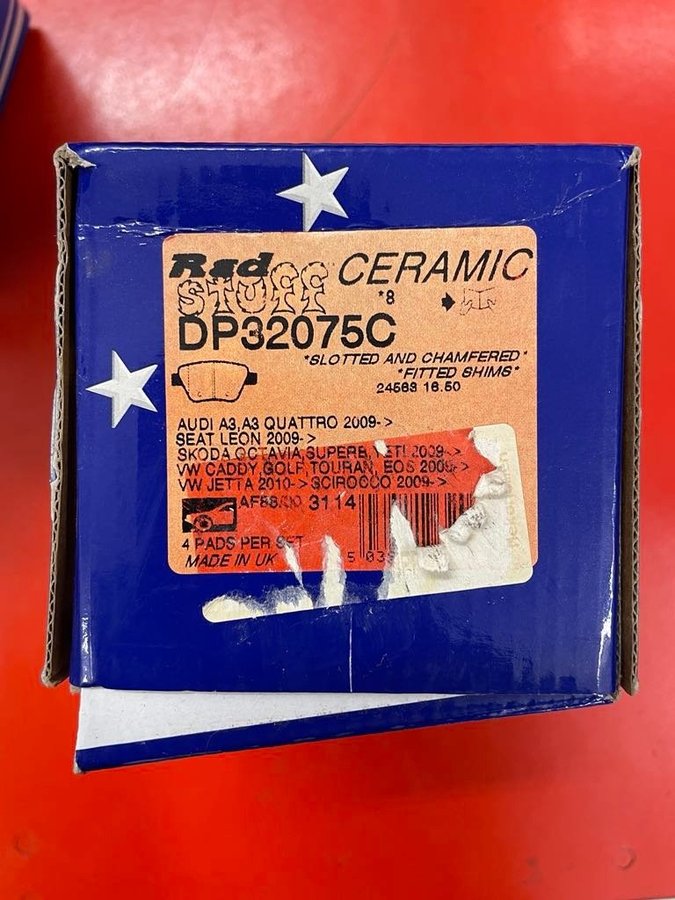 Red
STUFF
CERAMIC
*8
DP32075C
*SLOTTED AND CHAMFERED*
*FITTED SHIMS*
24563 16.50
AUDI A3,A3 QUATTRO 2009->
SEAT LEON 2009->
SKODA OCTAVIA,SUPERB,YETI 2009->
VW CADDY,GOLF,TOURAN, EOS 2009->
VW JETTA 2010-> SCIROCCO 2009->
3114
4 PADS PER SET
MADE IN UK
5 03